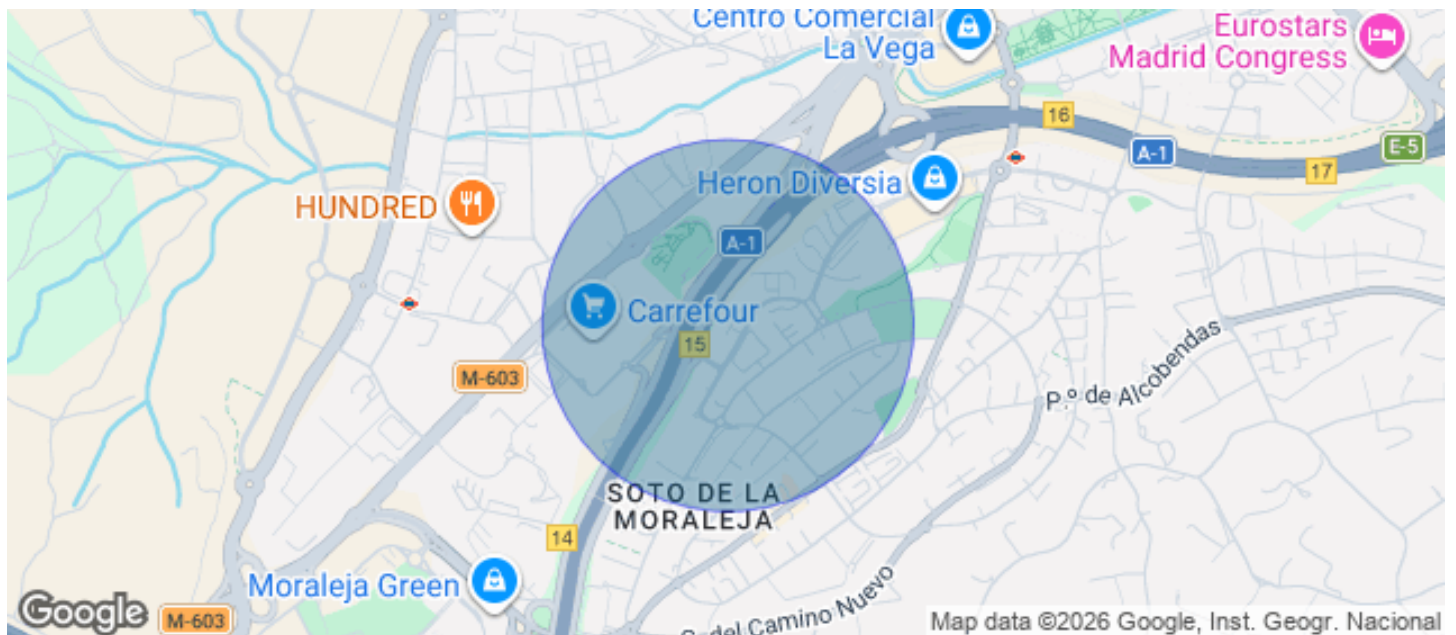 Centro Comercial
La Vega
Eurostars
Madrid Congress
16
A-1
E-5
17
Heron Diversia
HUNDRED
A-1
Carrefour
15
M-603
P.º de Alcobendas
SOTO DE LA
MORALEJA
14
Moraleja Green
C. del Camino Nuevo
Google
M-603
Map data ©2026 Google, Inst. Geogr. Nacional